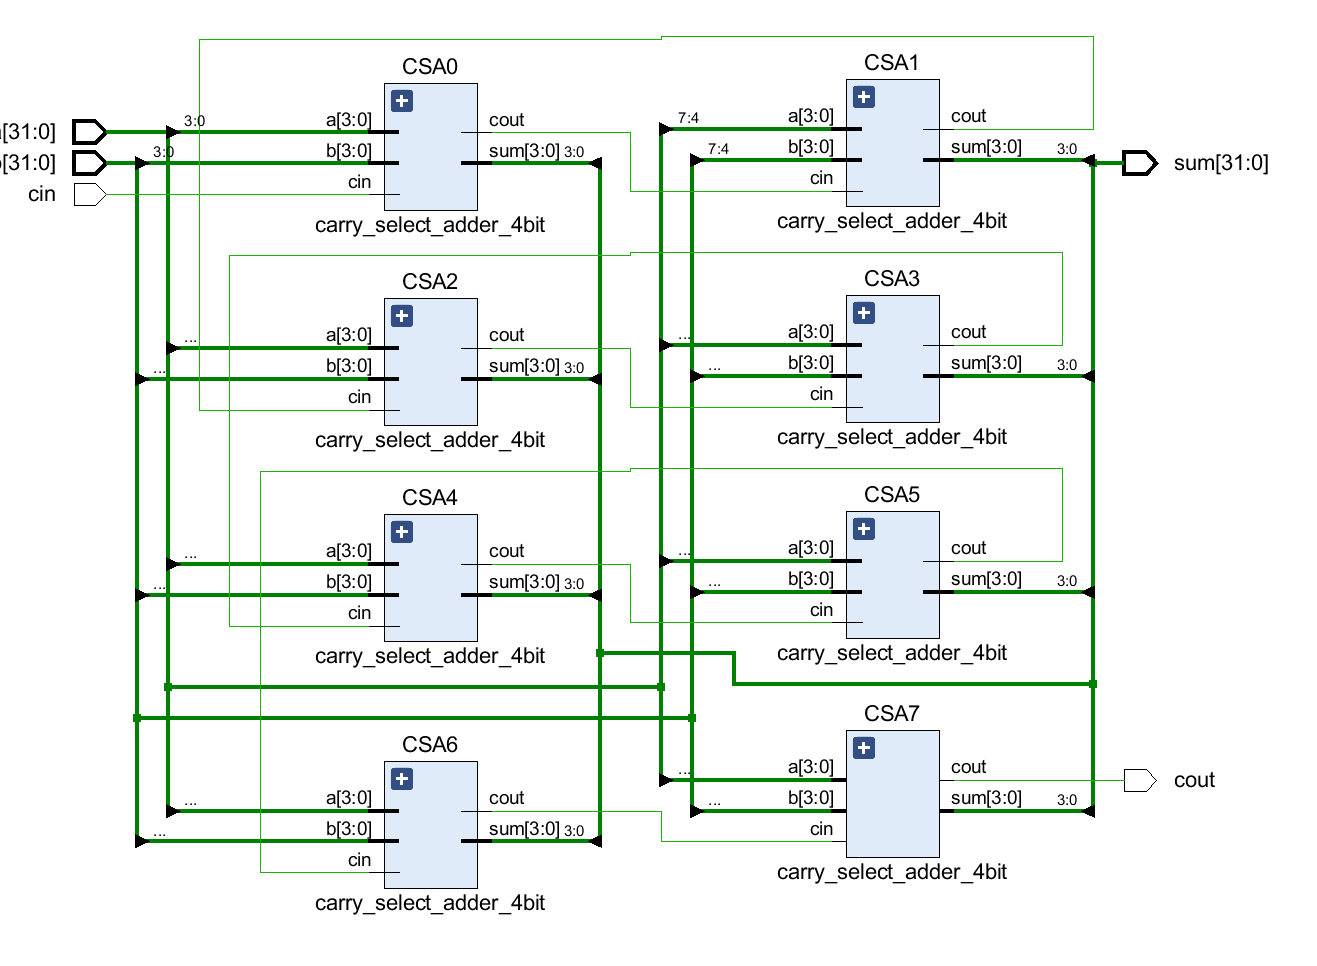 CSA0
CSA1
a[31:0]
3:0
a[3:0]
cout
7:4
a[3:0]
cout
[31:0]
3:0
b[3:0]
sum[3:0]
3:0
7:4
b[3:0]
sum[3:0]
3:0
sum[31:0]
cin
cin
cin
carry_select_adder_4bit
carry_select_adder_4bit
CSA2
CSA3
...
a[3:0]
cout
...
a[3:0]
cout
...
b[3:0]
sum[3:0]
3:0
...
b[3:0]
sum[3:0]
3:0
cin
cin
carry_select_adder_4bit
carry_select_adder_4bit
CSA4
CSA5
...
a[3:0]
cout
...
a[3:0]
cout
...
b[3:0]
sum[3:0]
3:0
...
b[3:0]
sum[3:0]
3:0
cin
cin
carry_select_adder_4bit
carry_select_adder_4bit
CSA6
CSA7
...
a[3:0]
cout
...
a[3:0]
cout
cout
...
b[3:0]
sum[3:0]
3:0
...
b[3:0]
sum[3:0]
3:0
cin
cin
carry_select_adder_4bit
carry_select_adder_4bit